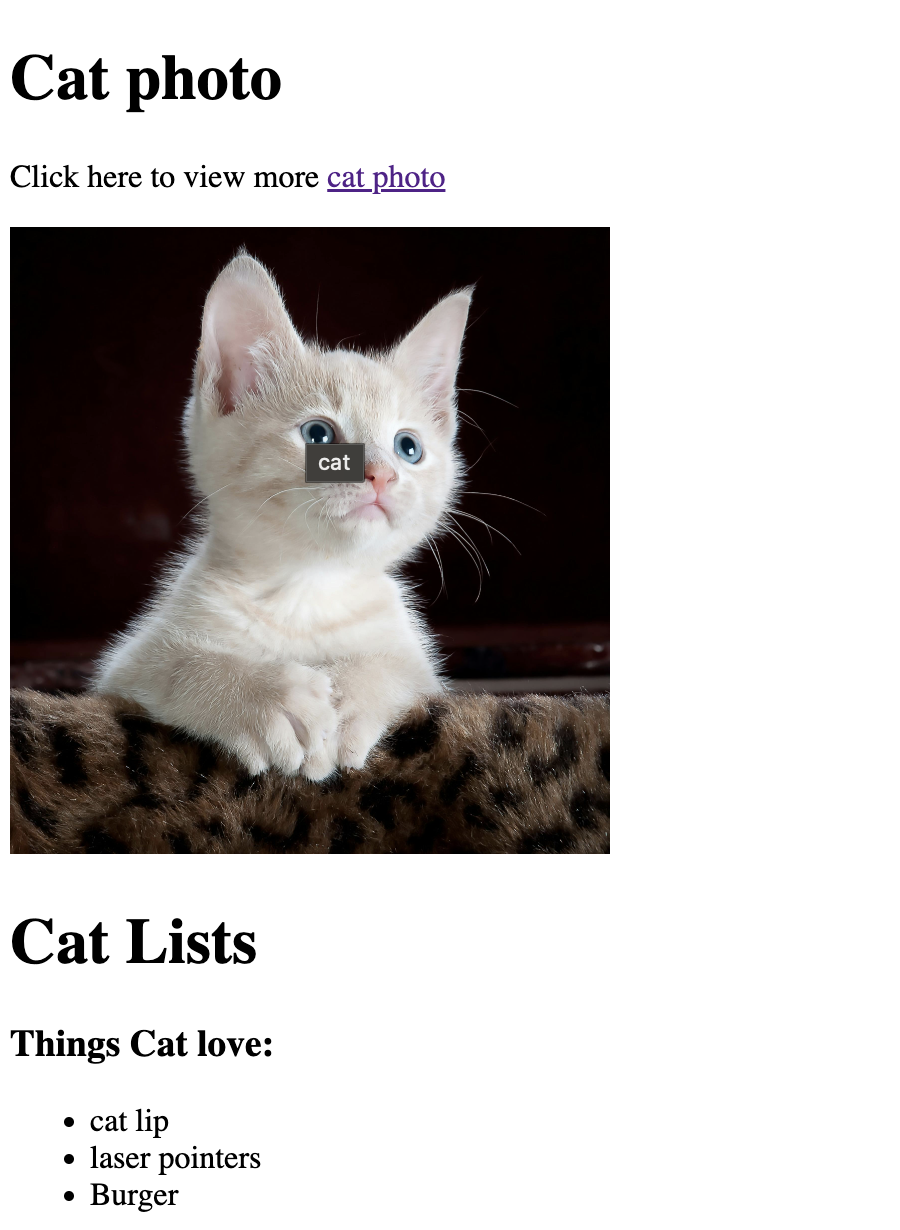 Cat photo
Click here to view more cat photo
cat
Cat Lists
Things Cat love:
• cat lip
• laser pointers
• Burger